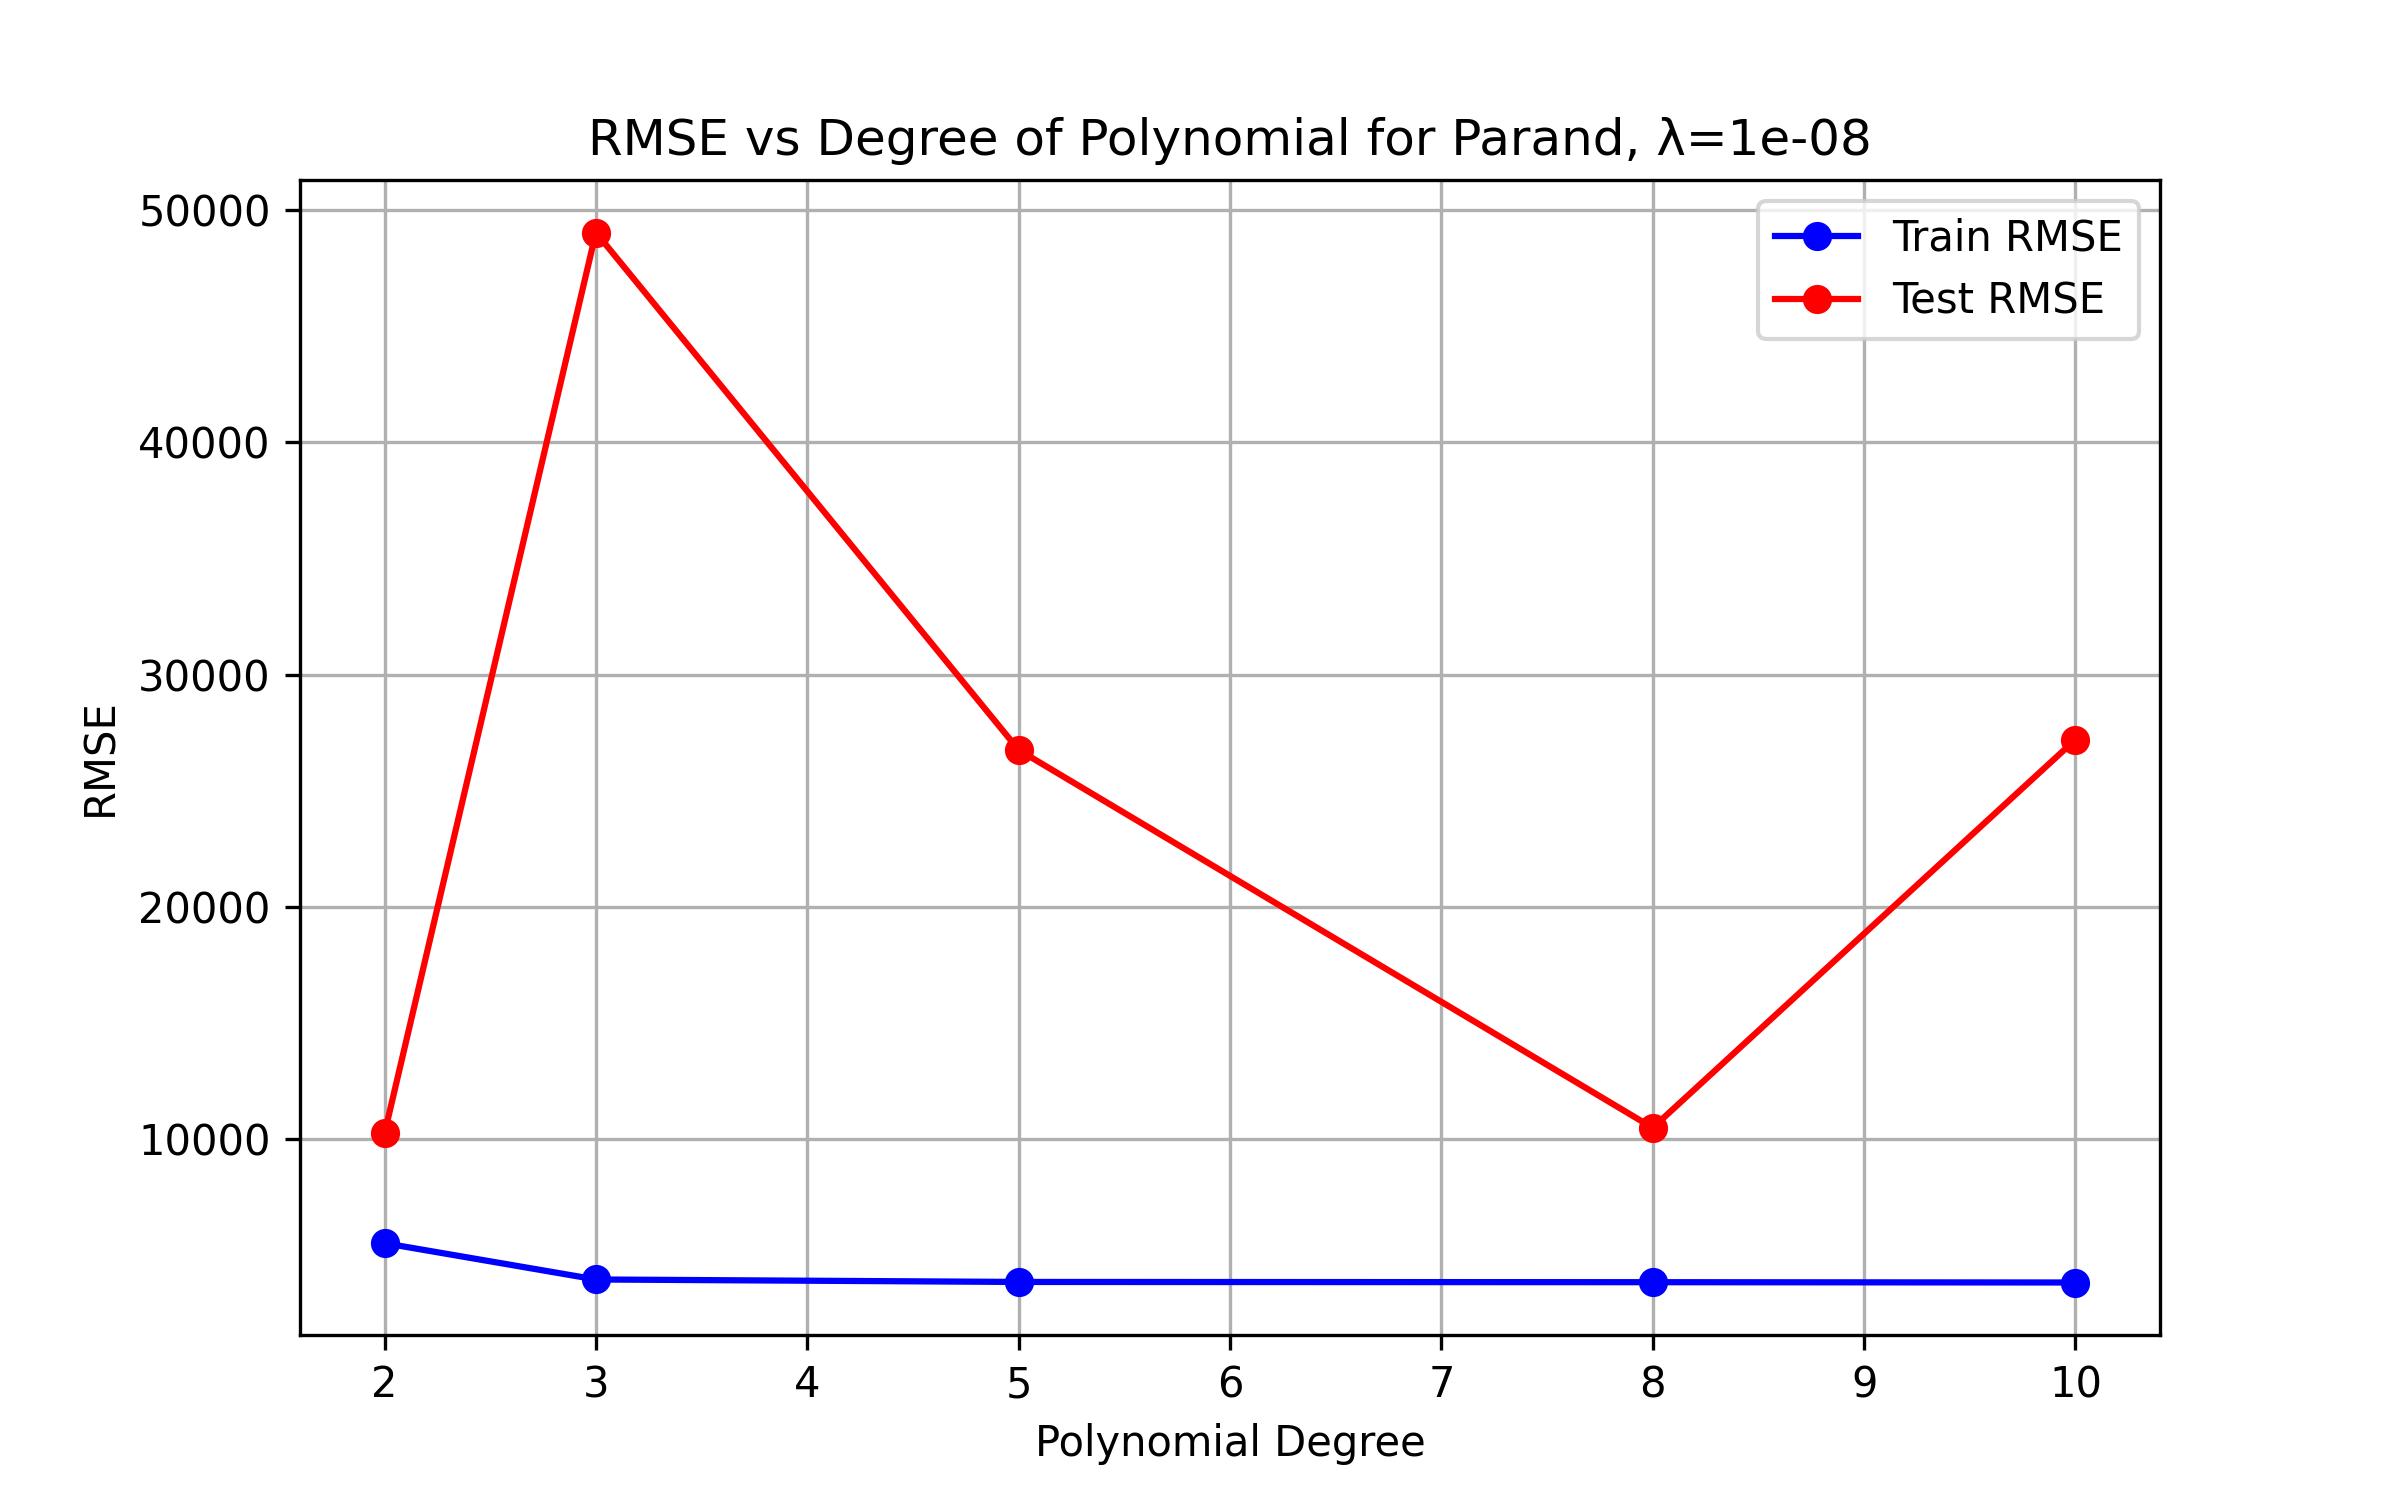 RMSE vs Degree of Polynomial for Parand, λ=1e-08
Train RMSE
Test RMSE
50000
40000
30000
20000
10000
RMSE
2 3 4 5 6 7 8 9 10
Polynomial Degree